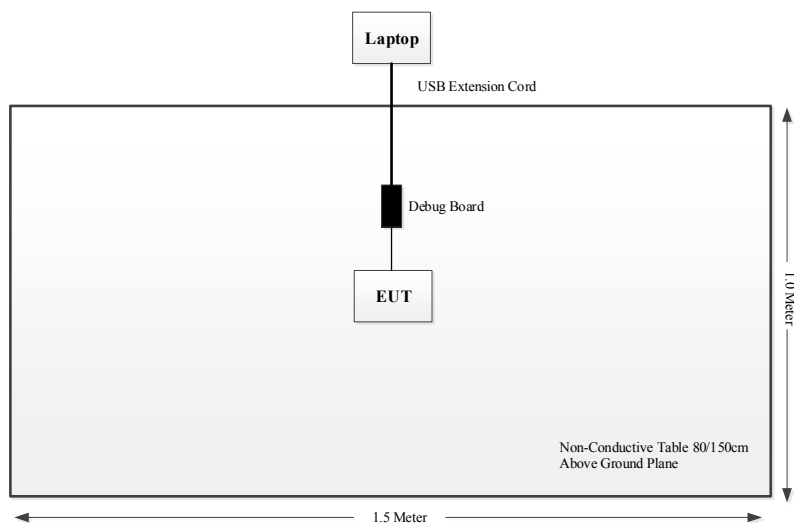 Laptop
USB Extension Cord
Debug Board
EUT
1.0 Meter
Non-Conductive Table 80/150cm
Above Ground Plane
1.5 Meter